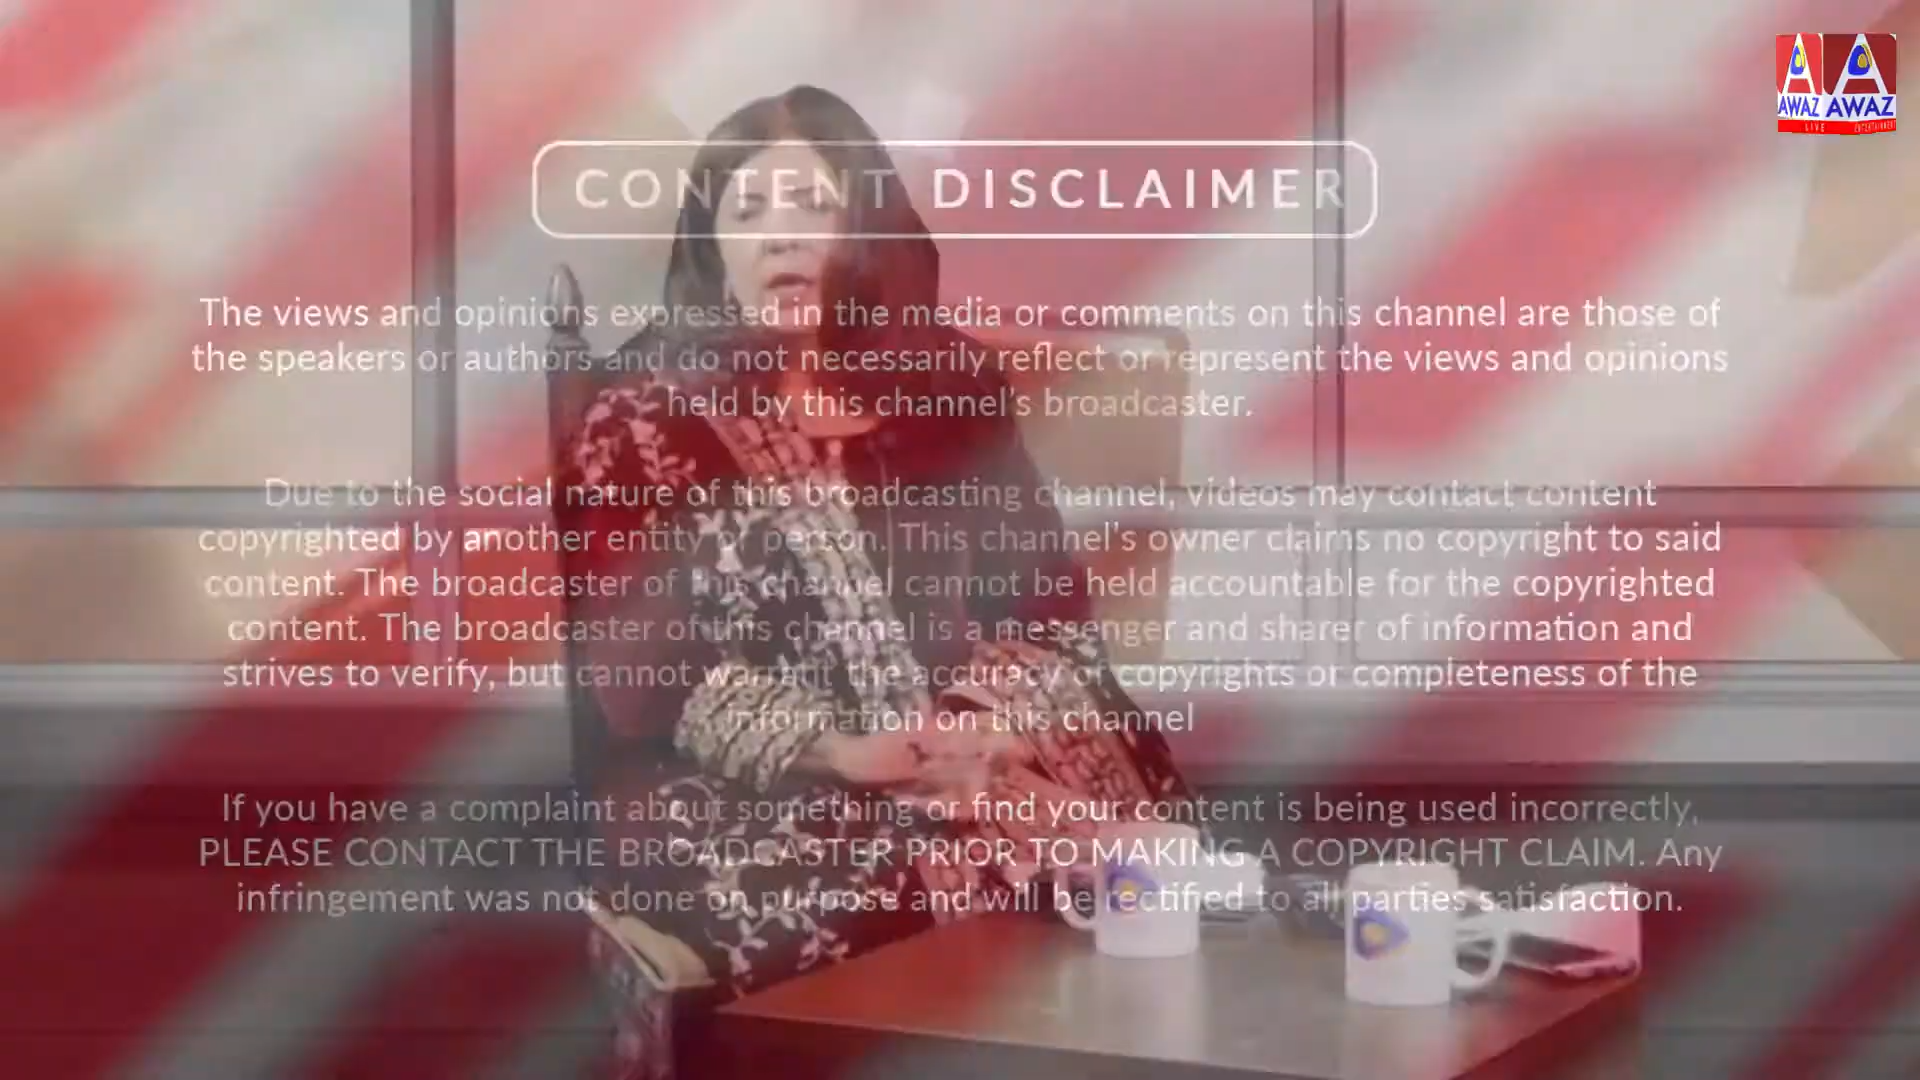 AWAZ AWAZ
LIVE ENTERTAINMENT
CONTENT DISCLAIMER
The views and opinions expressed in the media or comments on this channel are those of
the speakers or authors and do not necessarily reflect or represent the views and opinions
held by this channel's broadcaster.
Due to the social nature of this broadcasting channel, videos may contact content
copyrighted by another entity or person. This channel's owner claims no copyright to said
content. The broadcaster of this channel cannot be held accountable for the copyrighted
content. The broadcaster of this channel is a messenger and sharer of information and
strives to verify, but cannot warrant the accuracy of copyrights or completeness of the
information on this channel
If you have a complaint about something or find your content is being used incorrectly,
PLEASE CONTACT THE BROADCASTER PRIOR TO MAKING A COPYRIGHT CLAIM. Any
infringement was not done on purpose and will be rectified to all parties satisfaction.